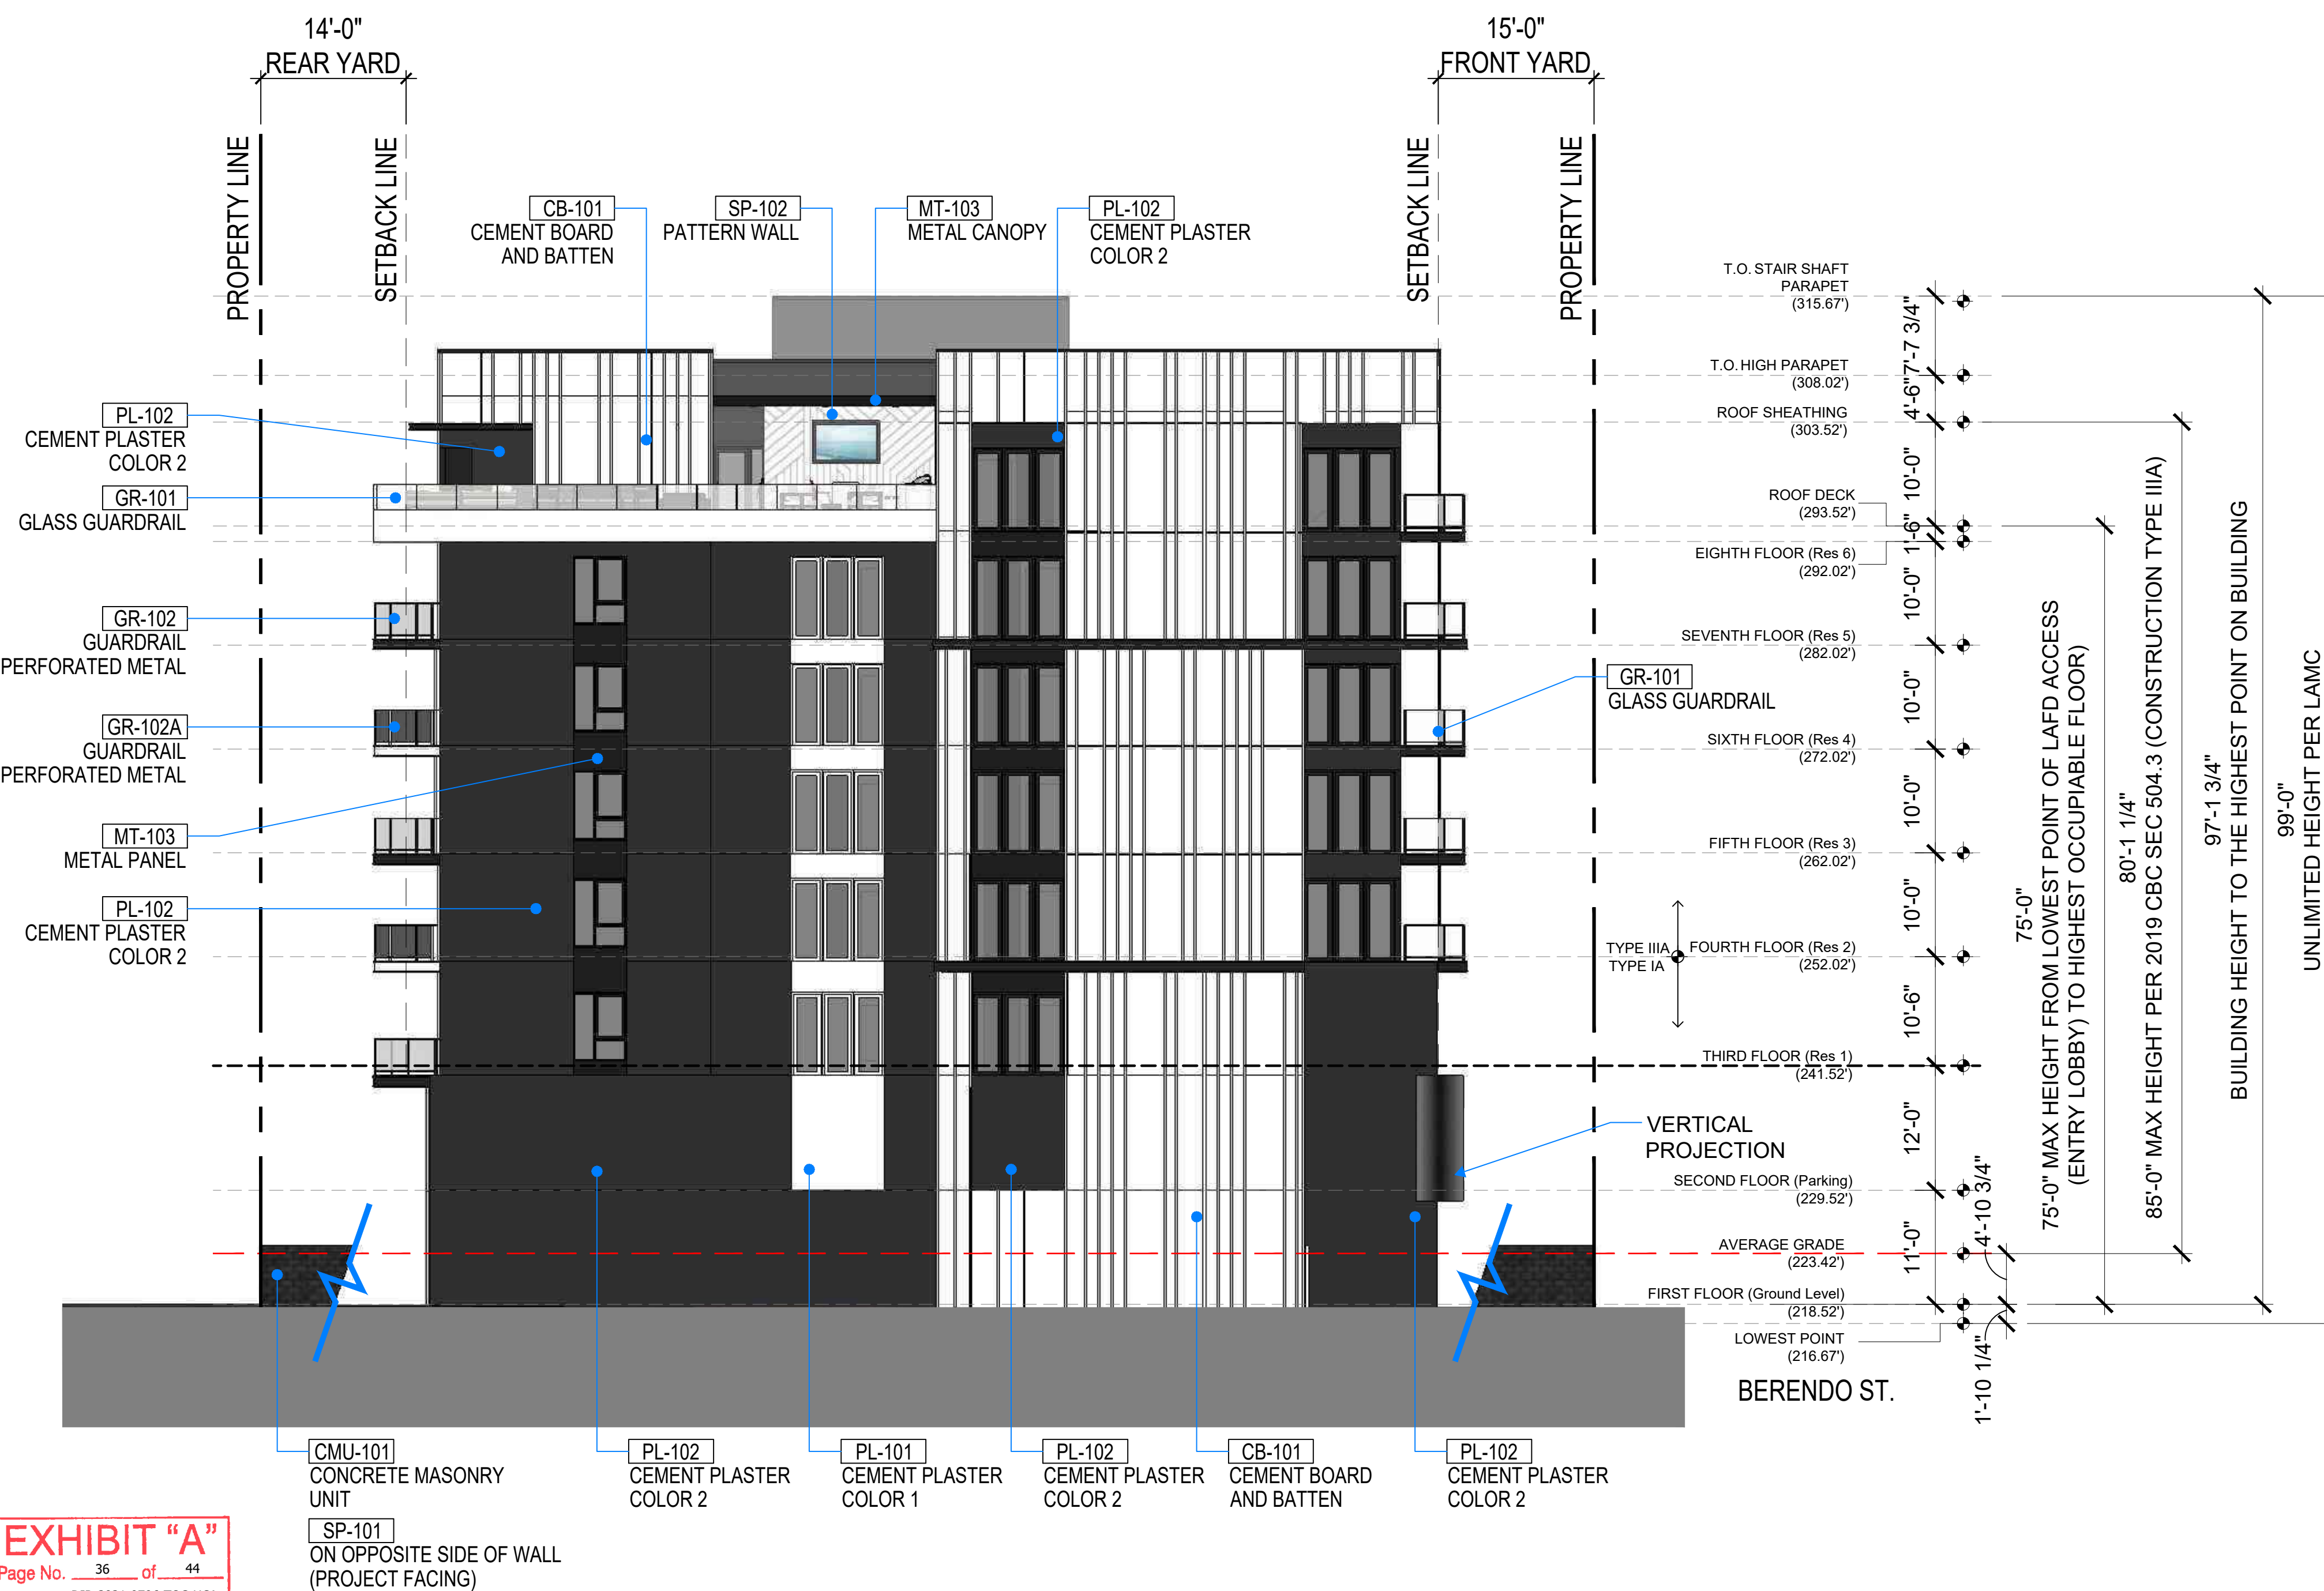 14'-0"
REAR YARD
15'-0"
FRONT YARD
PROPERTY LINE
SETBACK LINE
SETBACK LINE
PROPERTY LINE
CB-101
CEMENT BOARD
AND BATTEN
SP-102
PATTERN WALL
MT-103
METAL CANOPY
PL-102
CEMENT PLASTER
COLOR 2
PL-102
CEMENT PLASTER
COLOR 2
GR-101
GLASS GUARDRAIL
GR-102
GUARDRAIL
PERFORATED METAL
GR-102A
GUARDRAIL
PERFORATED METAL
MT-103
METAL PANEL
PL-102
CEMENT PLASTER
COLOR 2
GR-101
GLASS GUARDRAIL
VERTICAL
PROJECTION
T.O. STAIR SHAFT
PARAPET
(315.67')
T.O. HIGH PARAPET
(308.02')
ROOF SHEATHING
(303.52')
ROOF DECK
(293.52')
EIGHTH FLOOR (Res 6)
(292.02')
SEVENTH FLOOR (Res 5)
(282.02')
SIXTH FLOOR (Res 4)
(272.02')
FIFTH FLOOR (Res 3)
(262.02')
TYPE IIIA
TYPE IA
FOURTH FLOOR (Res 2)
(252.02')
THIRD FLOOR (Res 1)
(241.52')
SECOND FLOOR (Parking)
(229.52')
AVERAGE GRADE
(223.42')
FIRST FLOOR (Ground Level)
(218.52')
LOWEST POINT
(216.67')
BERENDO ST.
7'-7 3/4"
4'-6"
10'-0"
1'-6"
10'-0"
10'-0"
10'-0"
10'-0"
10'-6"
12'-0"
11'-0"
4'-10 3/4"
1'-10 1/4"
75'-0"
75'-0" MAX HEIGHT FROM LOWEST POINT OF LAFD ACCESS
(ENTRY LOBBY) TO HIGHEST OCCUPIABLE FLOOR)
80'-1 1/4"
85'-0" MAX HEIGHT PER 2019 CBC SEC 504.3 (CONSTRUCTION TYPE IIIA)
97'-1 3/4"
BUILDING HEIGHT TO THE HIGHEST POINT ON BUILDING
99'-0"
UNLIMITED HEIGHT PER LAMC
CMU-101
CONCRETE MASONRY
UNIT
SP-101
ON OPPOSITE SIDE OF WALL
(PROJECT FACING)
PL-102
CEMENT PLASTER
COLOR 2
PL-101
CEMENT PLASTER
COLOR 1
PL-102
CEMENT PLASTER
COLOR 2
CB-101
CEMENT BOARD
AND BATTEN
PL-102
CEMENT PLASTER
COLOR 2
EXHIBIT "A"
Page No. 36 of 44